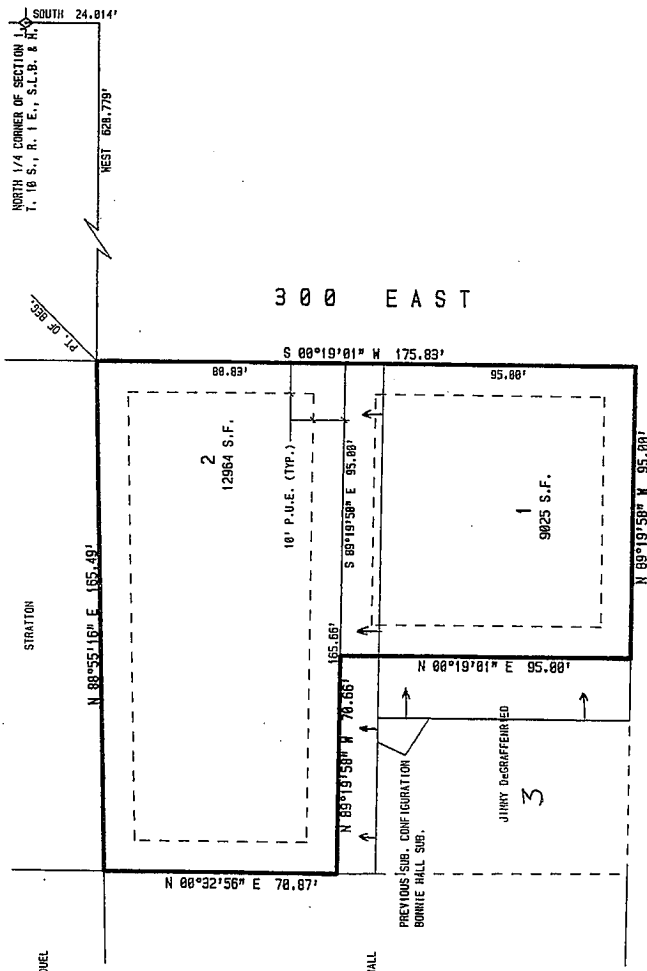 SOUTH 24.014'
NORTH 1/4 CORNER OF SECTION 1,
T. 10 S., R. 1 E., S.L.B. & M.
WEST 628.779'
PT. OF BEG.
300 EAST
S 00°19'01" W 175.83'
STRATTON
N 88°55'16" E 165.49'
80.83'
2
12964 S.F.
10' P.U.E. (TYP.)
S 89°19'58" E 95.00'
165.66'
95.00'
1
9025 S.F.
N 89°19'58" W 95.00'
N 00°19'01" E 95.00'
N 89°19'58" W 70.66'
N 00°32'56" E 70.87'
PREVIOUS SUB. CONFIGURATION
BONNIE HALL SUB.
JIMMY DeGRAFFENRIED
3